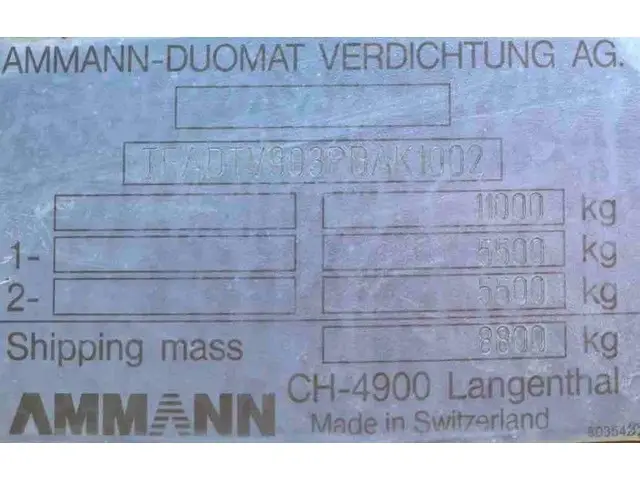 AMMANN-DUOMAT VERDICHTUNG AG.
11000 kg
1- 5500 kg
2- 5500 kg
Shipping mass 8800 kg
AMMANN CH-4900 Langenthal
Made in Switzerland